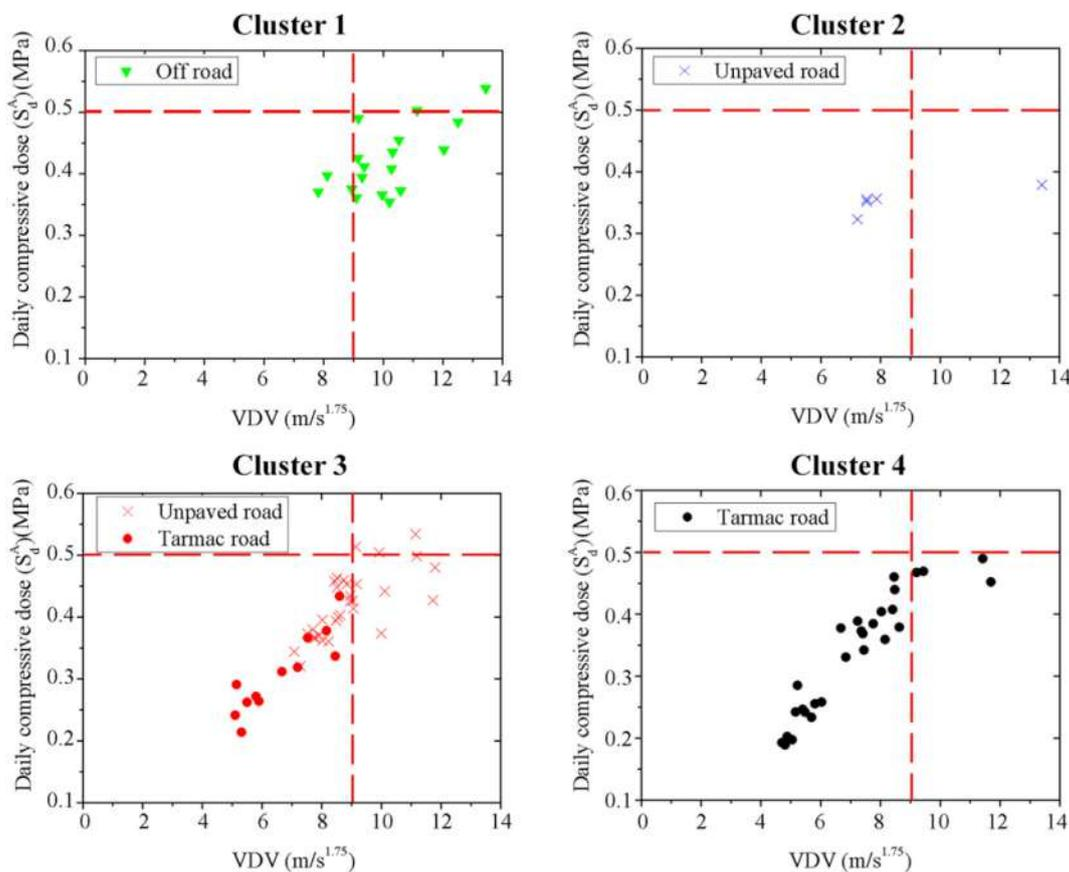 Cluster 1
Off road
Daily compressive dose (S^A_d)(MPa)
0.6
0.5
0.4
0.3
0.2
0.1
0 2 4 6 8 10 12 14
VDV (m/s^1.75)
Cluster 2
Unpaved road
Daily compressive dose (S^A_d)(MPa)
0.6
0.5
0.4
0.3
0.2
0.1
0 2 4 6 8 10 12 14
VDV (m/s^1.75)
Cluster 3
Unpaved road
Tarmac road
Daily compressive dose (S^A_d)(MPa)
0.6
0.5
0.4
0.3
0.2
0.1
0 2 4 6 8 10 12 14
VDV (m/s^1.75)
Cluster 4
Tarmac road
Daily compressive dose (S^A_d)(MPa)
0.6
0.5
0.4
0.3
0.2
0.1
0 2 4 6 8 10 12 14
VDV (m/s^1.75)